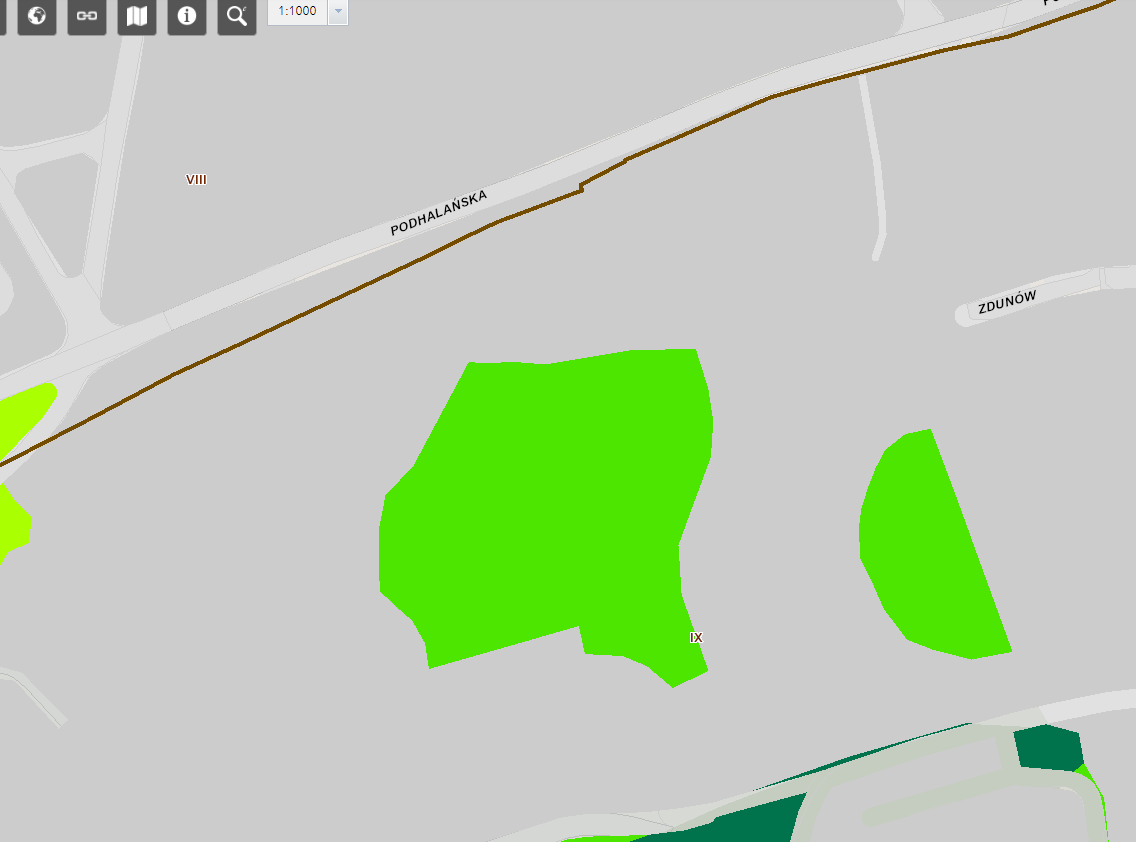 1:1000
VIII
PODHALAŃSKA
ZDUNÓW
IX